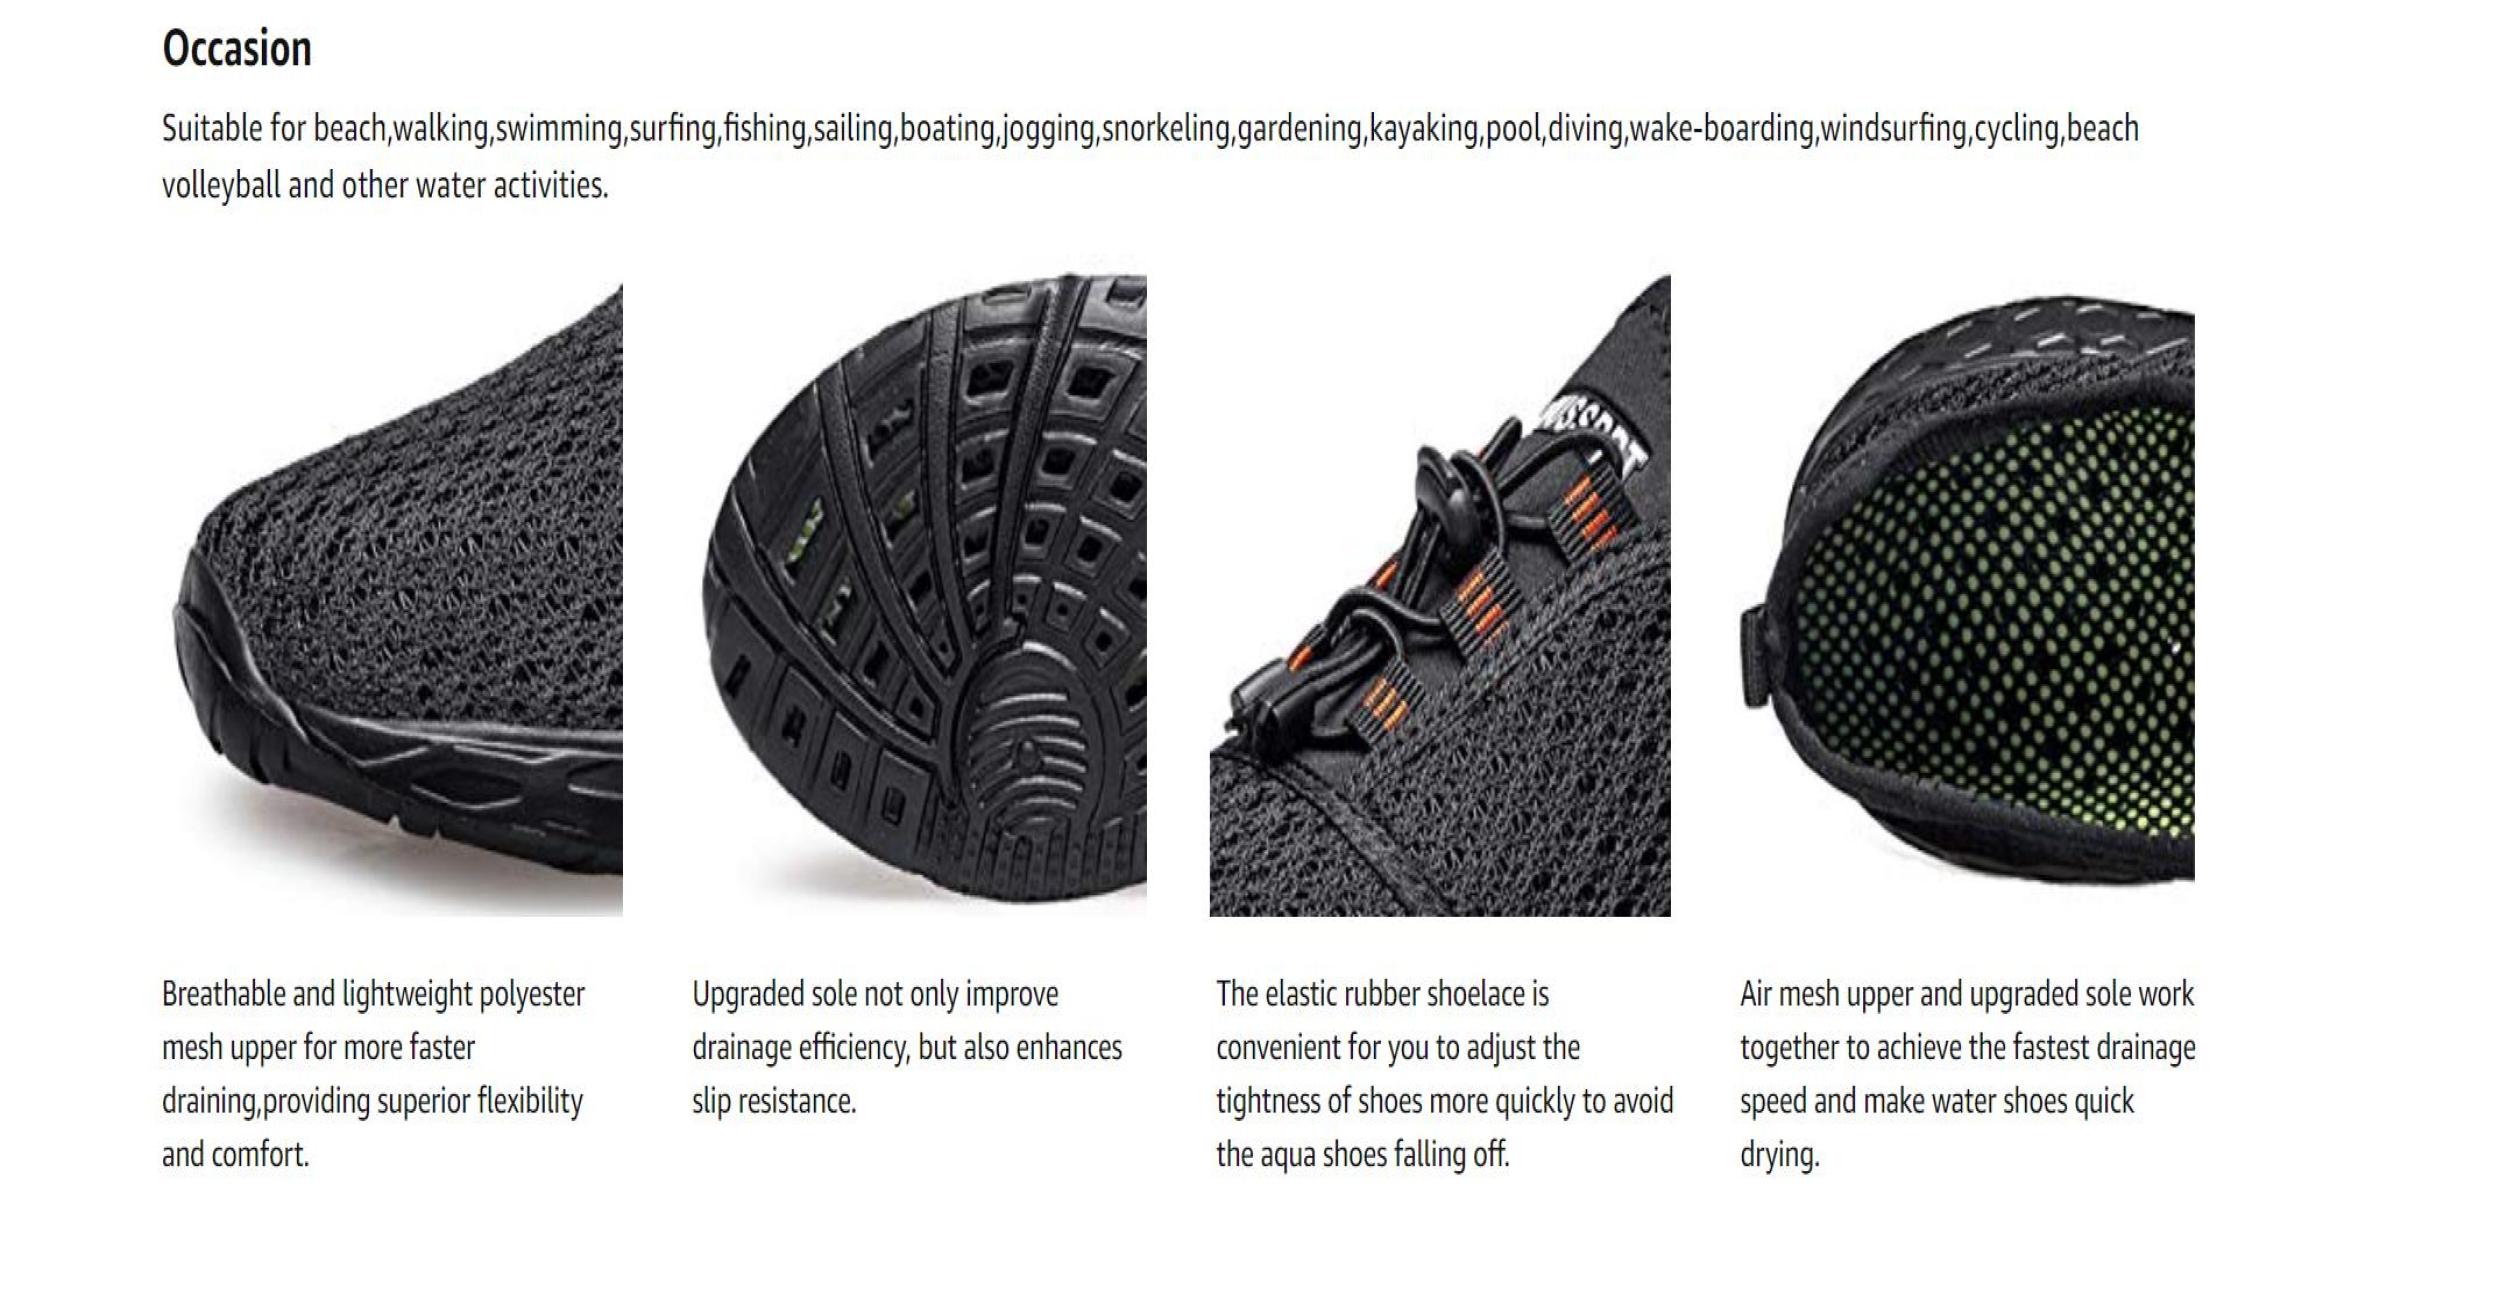 Occasion
Suitable for beach,walking,swimming,surfing,fishing,sailing,boating,jogging,snorkeling,gardening,kayaking,pool,diving,wake-boarding,windsurfing,cycling,beach
volleyball and other water activities.
Breathable and lightweight polyester
mesh upper for more faster
draining,providing superior flexibility
and comfort.
Upgraded sole not only improve
drainage efficiency, but also enhances
slip resistance.
The elastic rubber shoelace is
convenient for you to adjust the
tightness of shoes more quickly to avoid
the aqua shoes falling off.
Air mesh upper and upgraded sole work
together to achieve the fastest drainage
speed and make water shoes quick
drying.